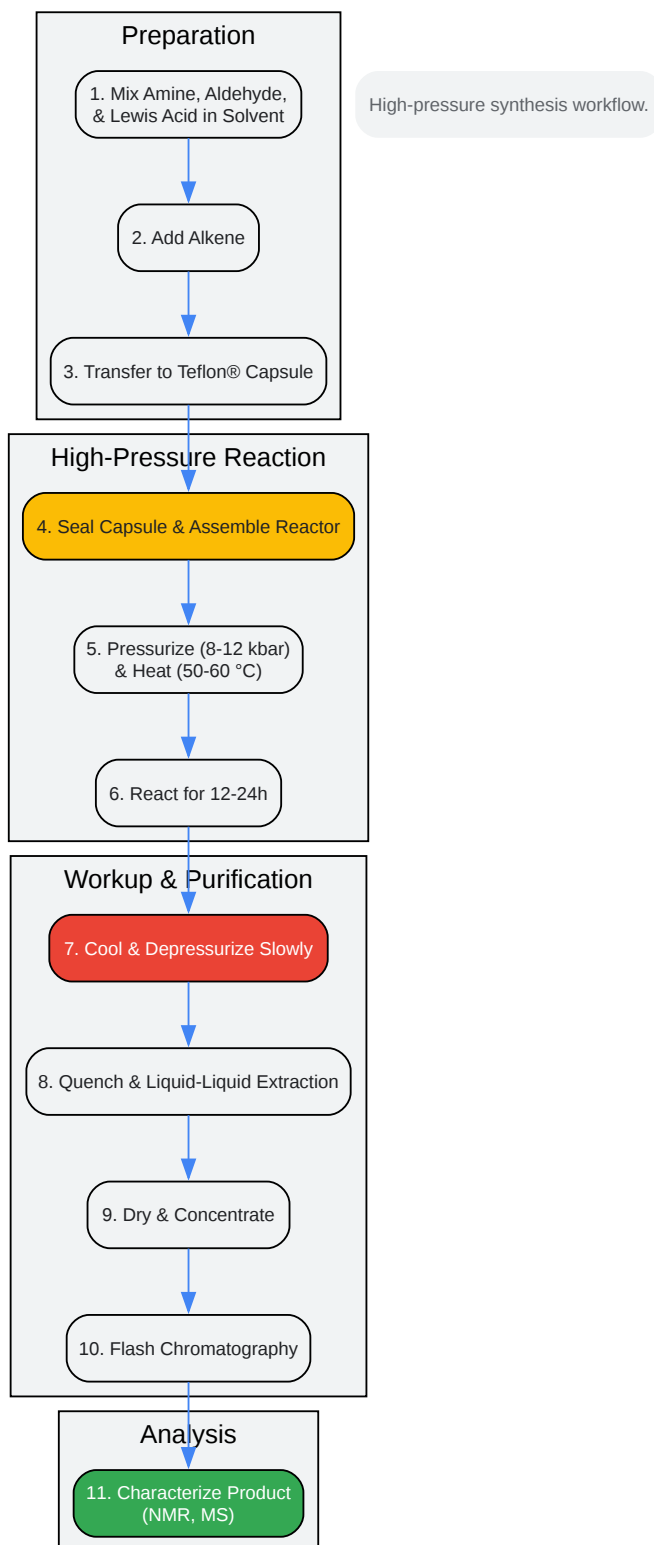 Preparation
1. Mix Amine, Aldehyde,
& Lewis Acid in Solvent
High-pressure synthesis workflow.
2. Add Alkene
3. Transfer to Teflon® Capsule
High-Pressure Reaction
4. Seal Capsule & Assemble Reactor
5. Pressurize (8-12 kbar)
& Heat (50-60 °C)
6. React for 12-24h
Workup & Purification
7. Cool & Depressurize Slowly
8. Quench & Liquid-Liquid Extraction
9. Dry & Concentrate
10. Flash Chromatography
Analysis
11. Characterize Product
(NMR, MS)